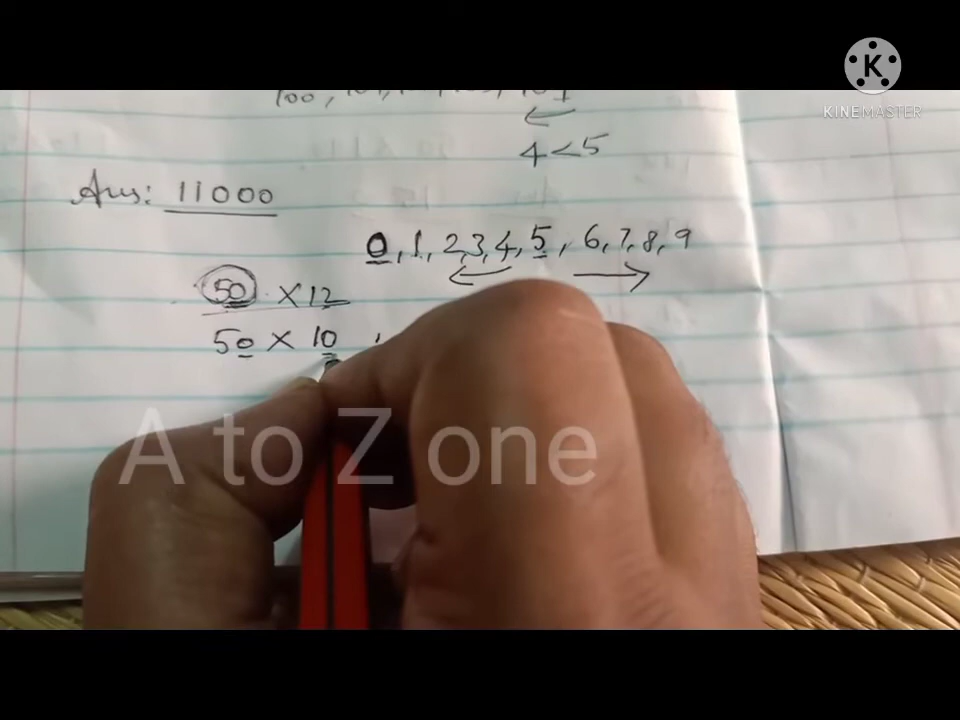 KINEMASTER
4<5
Ans: 11000
0, 1, 2, 3, 4, 5, 6, 7, 8, 9
50 × 12
50 × 10
A to Z one